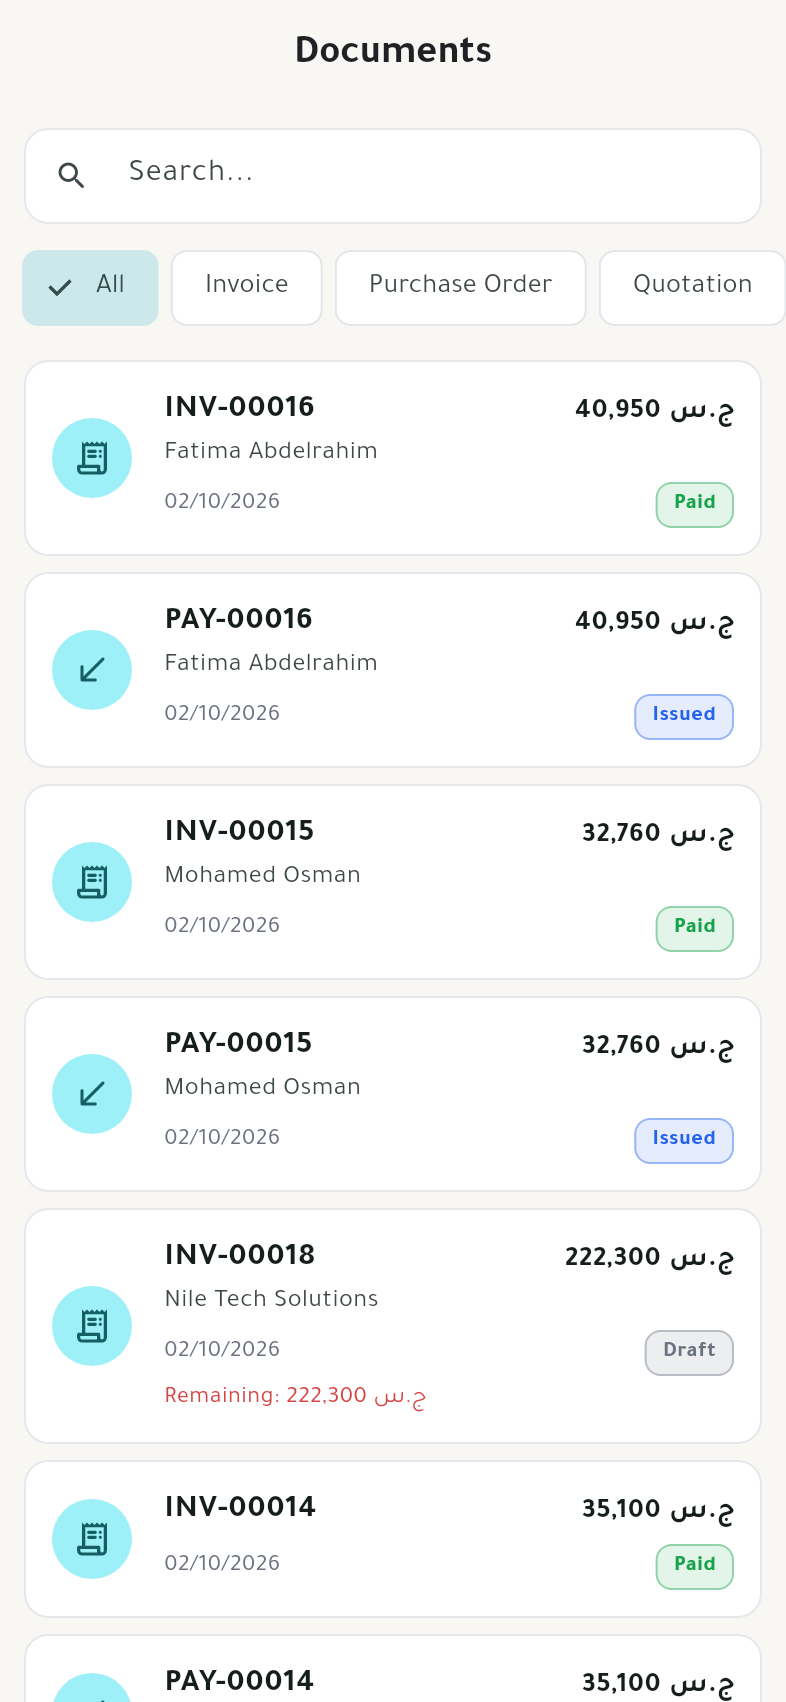 Documents
Search...
All
Invoice
Purchase Order
Quotation
INV-00016
40,950 ج.س
Fatima Abdelrahim
02/10/2026
Paid
PAY-00016
40,950 ج.س
Fatima Abdelrahim
02/10/2026
Issued
INV-00015
32,760 ج.س
Mohamed Osman
02/10/2026
Paid
PAY-00015
32,760 ج.س
Mohamed Osman
02/10/2026
Issued
INV-00018
222,300 ج.س
Nile Tech Solutions
02/10/2026
Draft
Remaining: 222,300 ج.س
INV-00014
35,100 ج.س
02/10/2026
Paid
PAY-00014
35,100 ج.س